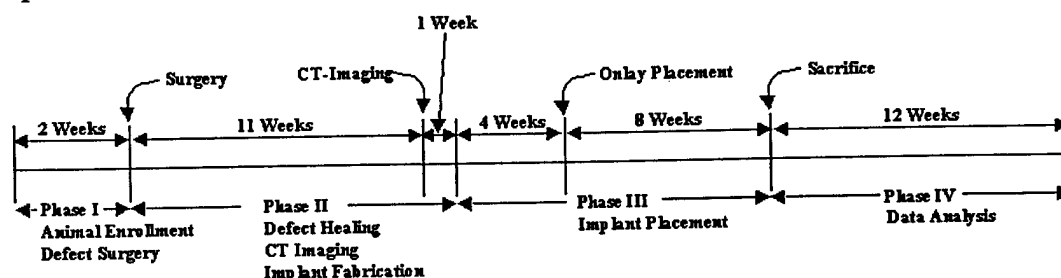 1 Week
Surgery
CT-Imaging
Onlay Placement
Sacrifice
2 Weeks
11 Weeks
4 Weeks
8 Weeks
12 Weeks
Phase I
Animal Enrollment
Defect Surgery
Phase II
Defect Healing
CT Imaging
Implant Fabrication
Phase III
Implant Placement
Phase IV
Data Analysis